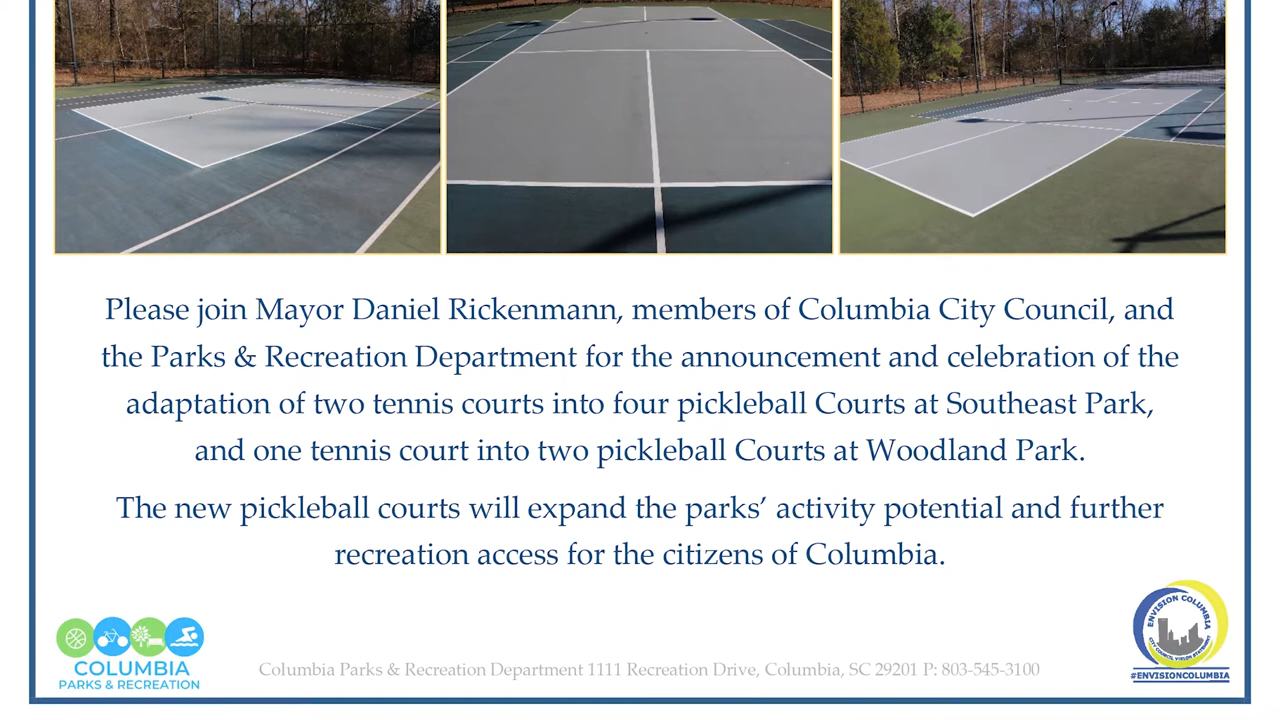 Please join Mayor Daniel Rickenmann, members of Columbia City Council, and
the Parks & Recreation Department for the announcement and celebration of the
adaptation of two tennis courts into four pickleball Courts at Southeast Park,
and one tennis court into two pickleball Courts at Woodland Park.
The new pickleball courts will expand the parks’ activity potential and further
recreation access for the citizens of Columbia.
COLUMBIA
PARKS & RECREATION
Columbia Parks & Recreation Department 1111 Recreation Drive, Columbia, SC 29201 P: 803-545-3100
ENVISION COLUMBIA
CITY COUNCIL VISION STATEMENT
#ENVISIONCOLUMBIA